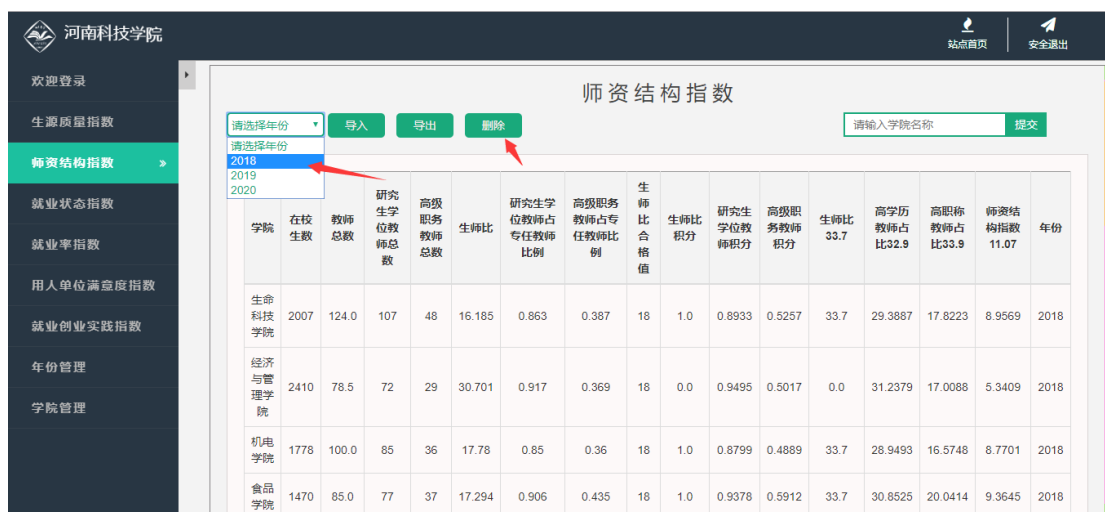 河南科技学院
站点首页
安全退出
欢迎登录
生源质量指数
师资结构指数 »
就业状态指数
就业率指数
用人单位满意度指数
就业创业实践指数
年份管理
学院管理
师资结构指数
请选择年份 导入 导出 删除 请输入学院名称 提交
请选择年份
2018
2019
2020
学院 在校生数 教师总数 研究生学位教师总数 高级职务教师总数 生师比 研究生学位教师占专任教师比例 高级职务教师占专任教师比例 生师比合格值 生师比积分 研究生学位教师积分 高级职务教师积分 生师比33.7 高学历教师占比32.9 高职称教师占比33.9 师资结构指数11.07 年份
生命科技学院 2007 124.0 107 48 16.185 0.863 0.387 18 1.0 0.8933 0.5257 33.7 29.3887 17.8223 8.9569 2018
经济与管理学院 2410 78.5 72 29 30.701 0.917 0.369 18 0.0 0.9495 0.5017 0.0 31.2379 17.0088 5.3409 2018
机电学院 1778 100.0 85 36 17.78 0.85 0.36 18 1.0 0.8799 0.4889 33.7 28.9493 16.5748 8.7701 2018
食品学院 1470 85.0 77 37 17.294 0.906 0.435 18 1.0 0.9378 0.5912 33.7 30.8525 20.0414 9.3645 2018